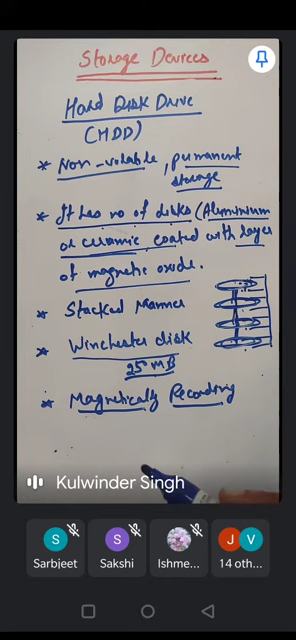 Storage Devices
Hard Disk Drive
(HDD)
* Non-volatile, permanent
storage
* It has no of disks (Aluminium
or ceramic, coated with layer
of magnetic oxide.
* Stacked Manner
* Winchester disk
25 MB
* Magnetically Recording
Kulwinder Singh
S
S
J V
Sarbjeet
Sakshi
Ishme...
14 oth...